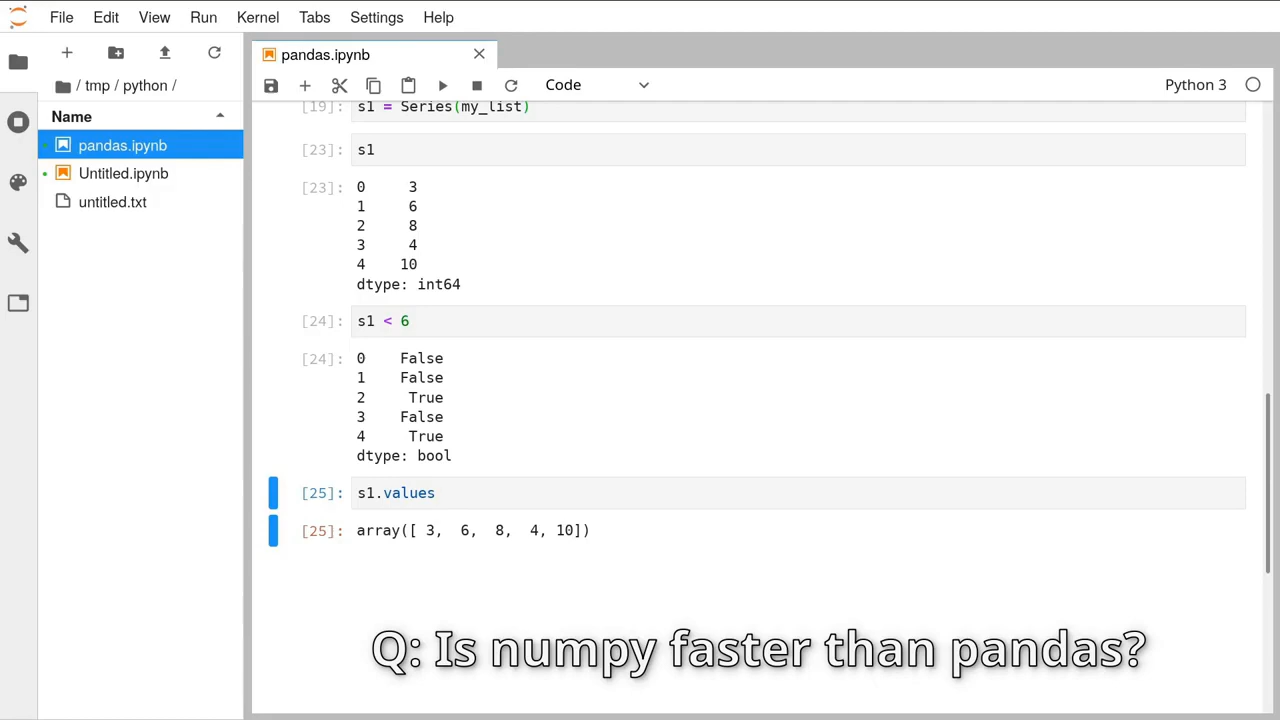 File Edit View Run Kernel Tabs Settings Help
pandas.ipynb
/ tmp / python /
Code
Python 3
Name
pandas.ipynb
Untitled.ipynb
untitled.txt
[19]: s1 = Series(my_list)
[23]: s1
[23]: 0 3
1 6
2 8
3 4
4 10
dtype: int64
[24]: s1 < 6
[24]: 0 False
1 False
2 True
3 False
4 True
dtype: bool
[25]: s1.values
[25]: array([ 3, 6, 8, 4, 10])
Q: Is numpy faster than pandas?